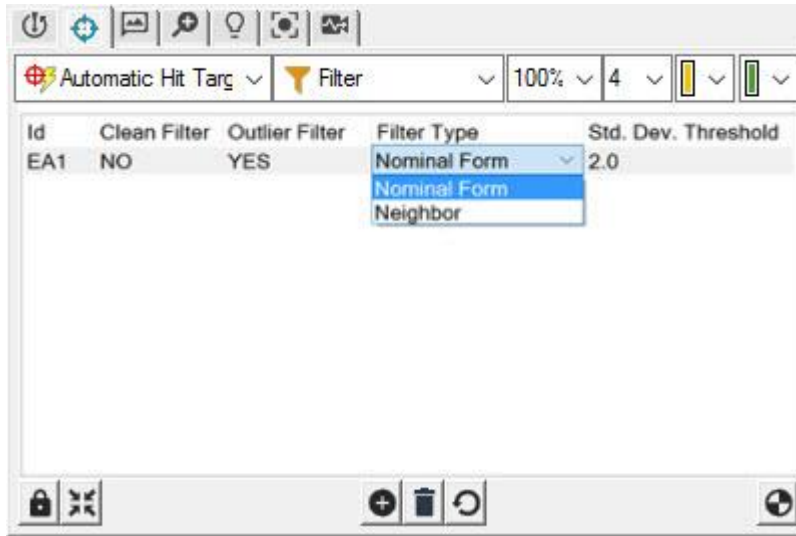 Automatic Hit Targ Filter 100% 4
Id Clean Filter Outlier Filter Filter Type Std. Dev. Threshold
EA1 NO YES Nominal Form 2.0
Nominal Form
Neighbor